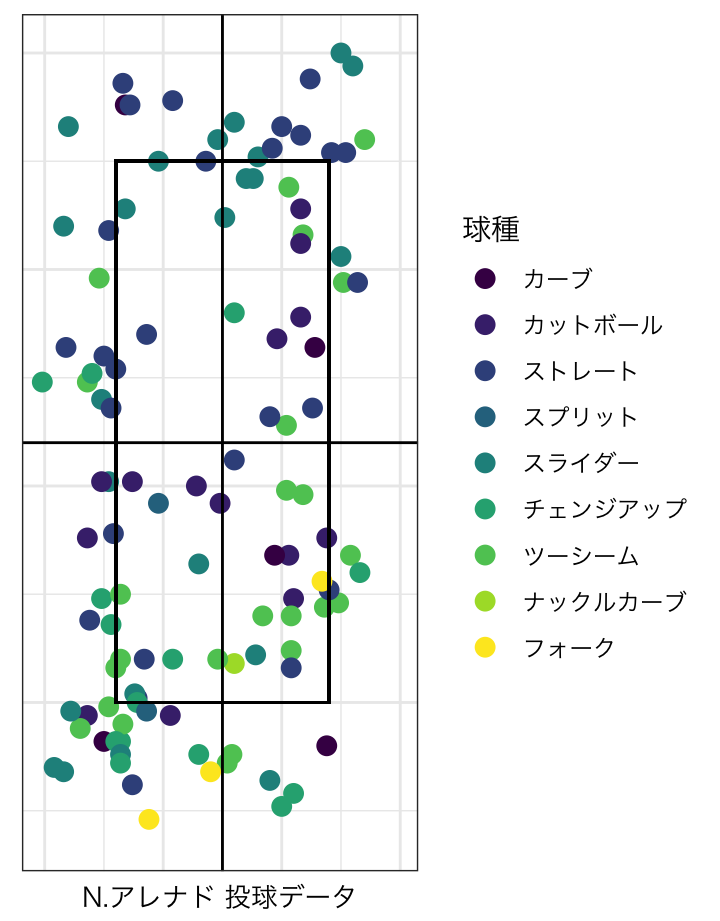 球種
カーブ
カットボール
ストレート
スプリット
スライダー
チェンジアップ
ツーシーム
ナックルカーブ
フォーク
N.アレナド 投球データ